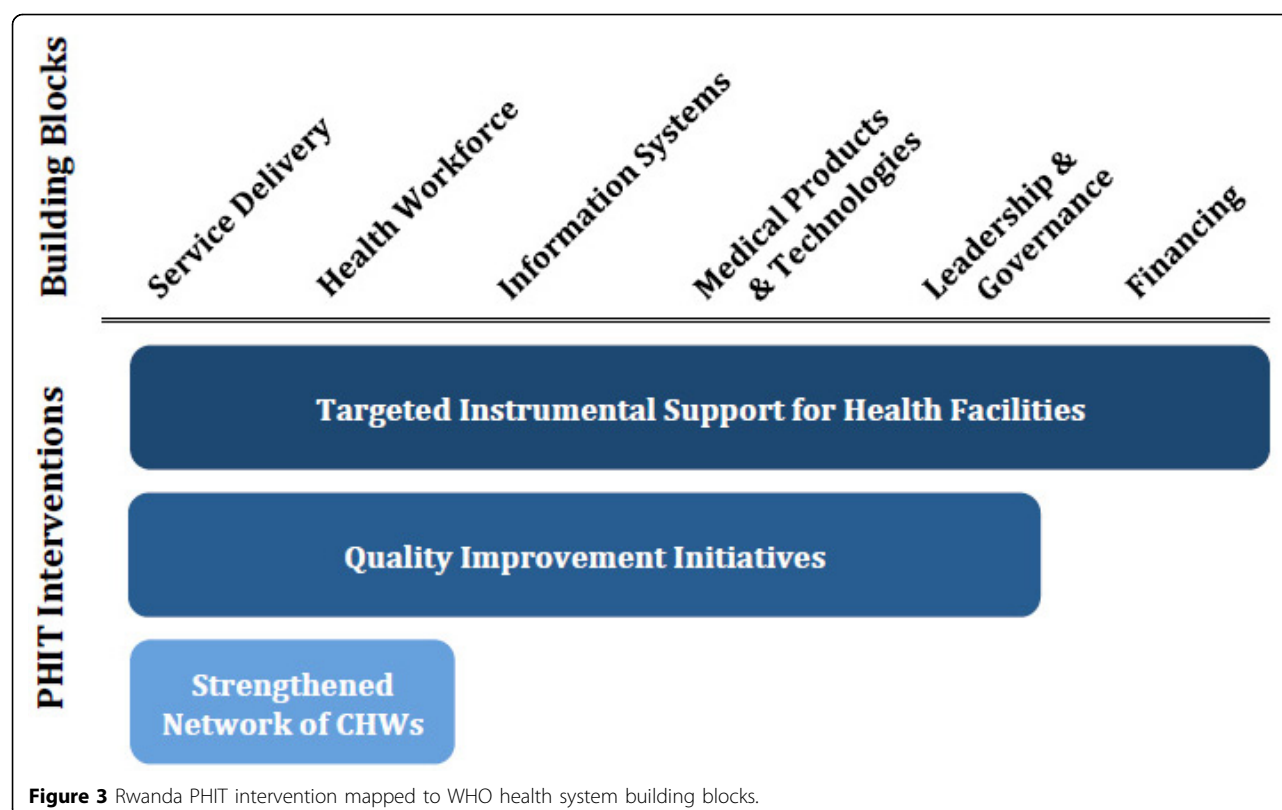 Building Blocks
Service Delivery
Health Workforce
Information Systems
Medical Products
& Technologies
Leadership &
Governance
Financing
PHIT Interventions
Targeted Instrumental Support for Health Facilities
Quality Improvement Initiatives
Strengthened
Network of CHWs
Figure 3 Rwanda PHIT intervention mapped to WHO health system building blocks.